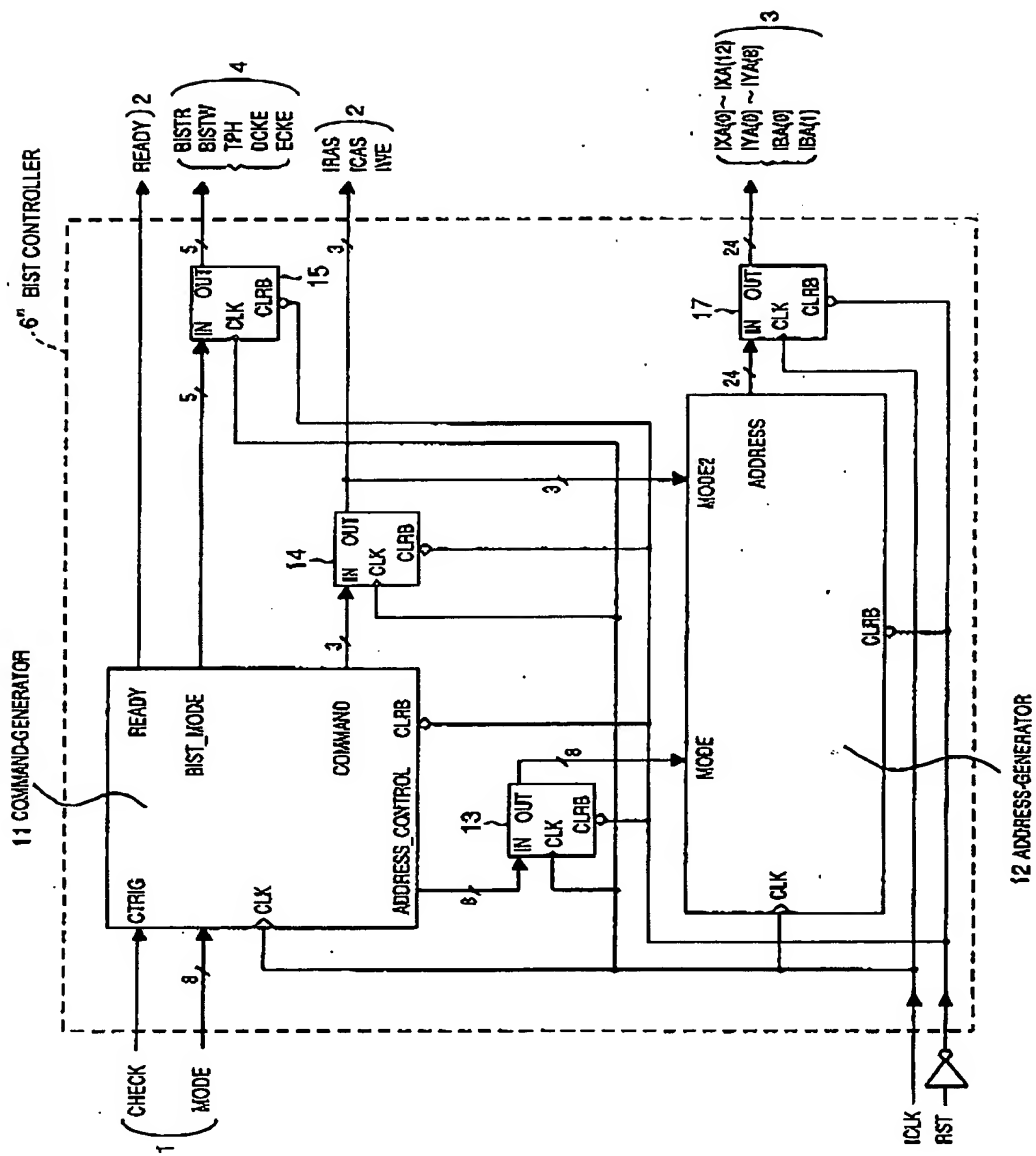 6" BIST CONTROLLER
11 COMMAND-GENERATOR
1
CHECK
MODE
8
CTRIG
READY
BIST_MODE
COMMAND
CLK
ADDRESS_CONTROL
CLRB
READY
2
5
IN
OUT
CLK
CLRB
15
5
BISTR
BISTW
TPH
DCKE
ECKE
4
3
14
IN
OUT
CLK
CLRB
3
IRAS
ICAS
IWE
2
8
13
IN
OUT
CLK
CLRB
8
3
MODE
MODE2
ADDRESS
CLK
CLRB
24
17
IN
OUT
CLK
CLRB
24
IXA(0)~IXA(12)
IYA(0)~IYA(8)
IBA(0)
IBA(1)
3
ICLK
RST
12 ADDRESS-GENERATOR